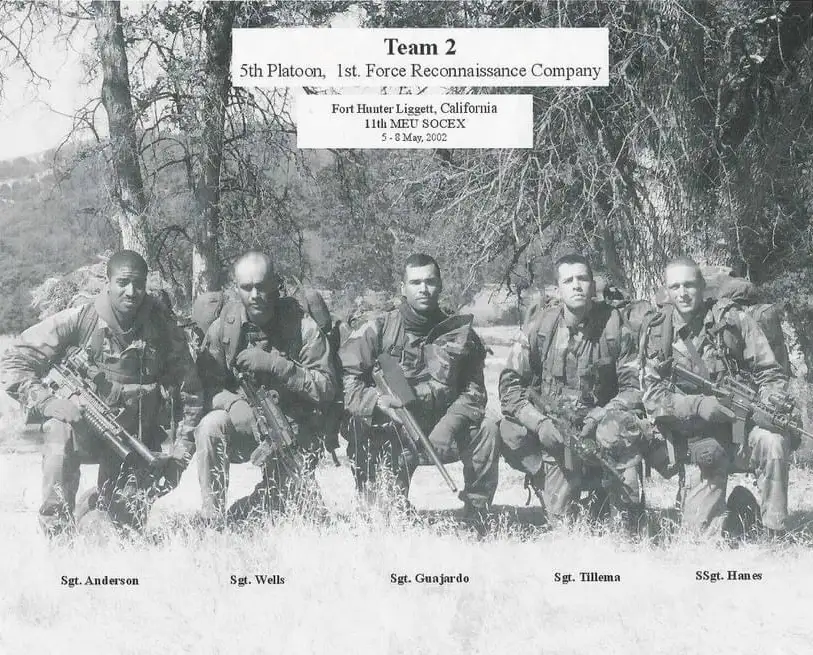 Team 2
5th Platoon, 1st. Force Reconnaissance Company
Fort Hunter Liggett, California
11th MEU SOCEX
5 - 8 May, 2002
Sgt. Anderson
Sgt. Wells
Sgt. Guajardo
Sgt. Tillema
SSgt. Hanes